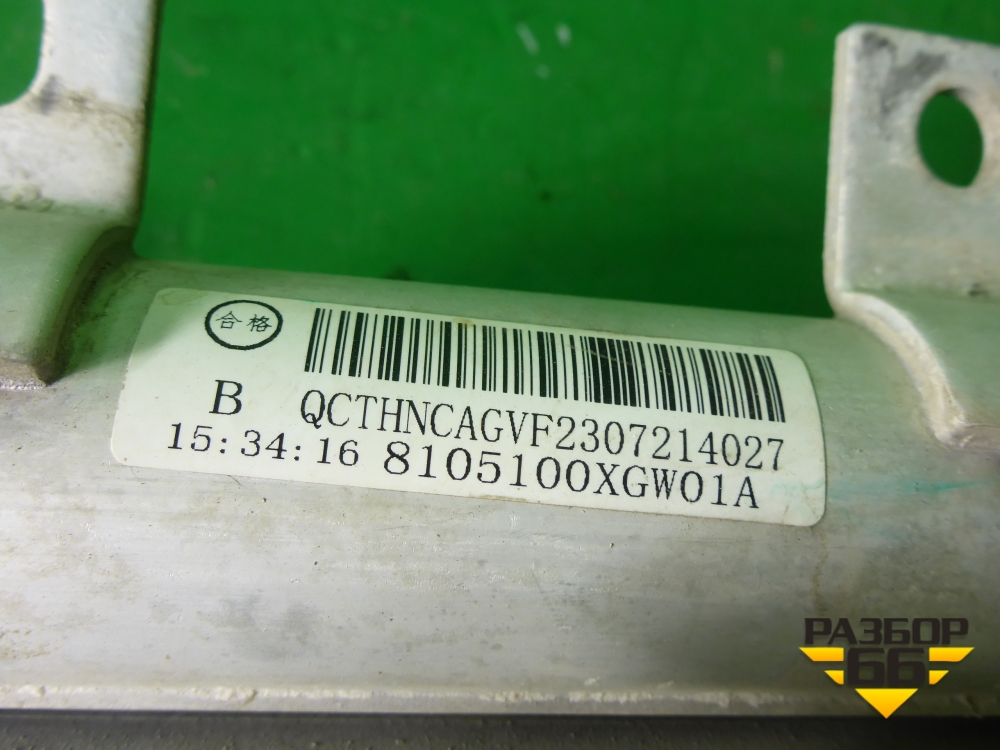 合格
B QCTHNCAGVF2307214027
15:34:16 8105100XGW01A
РАЗБОР
66